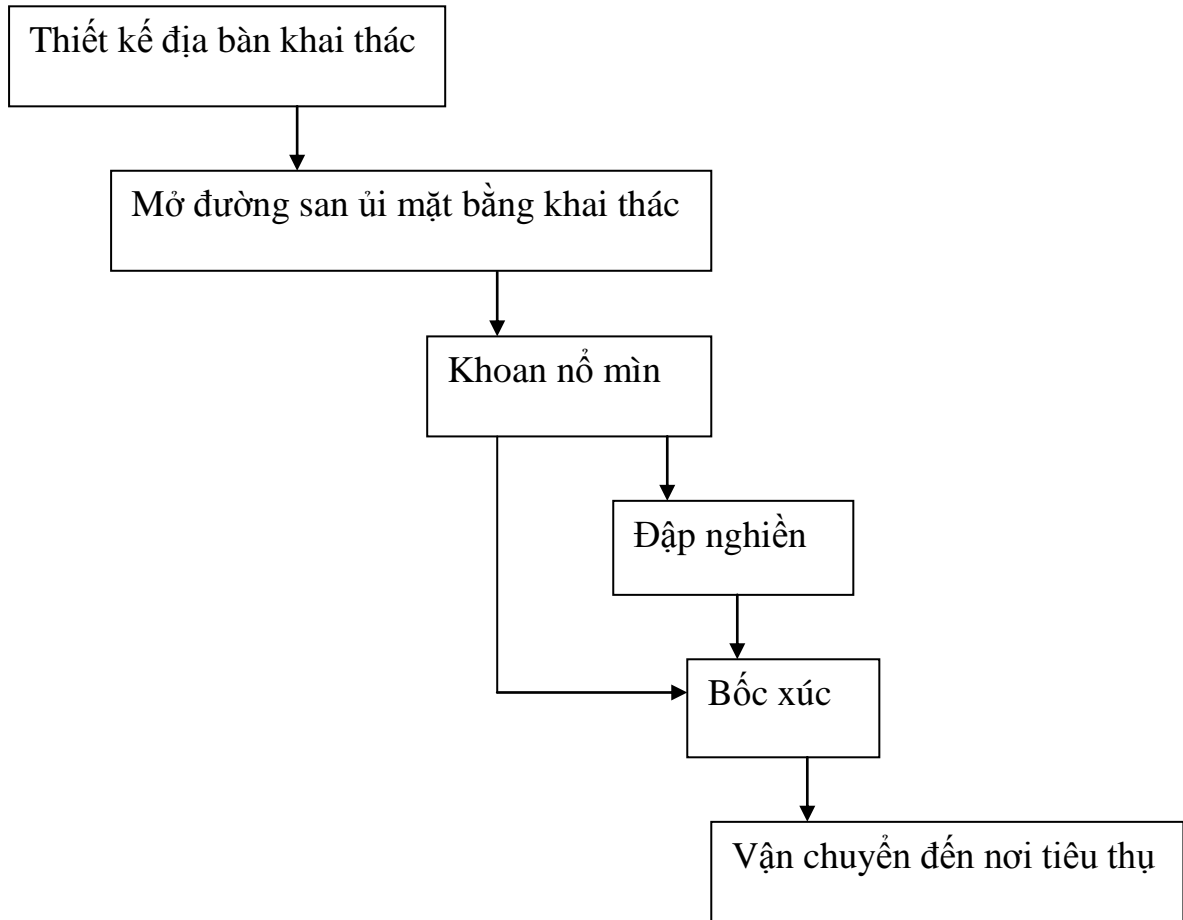 Thiết kế địa bàn khai thác
Mở đường san ủi mặt bằng khai thác
Khoan nổ mìn
Đập nghiền
Bốc xúc
Vận chuyển đến nơi tiêu thụ